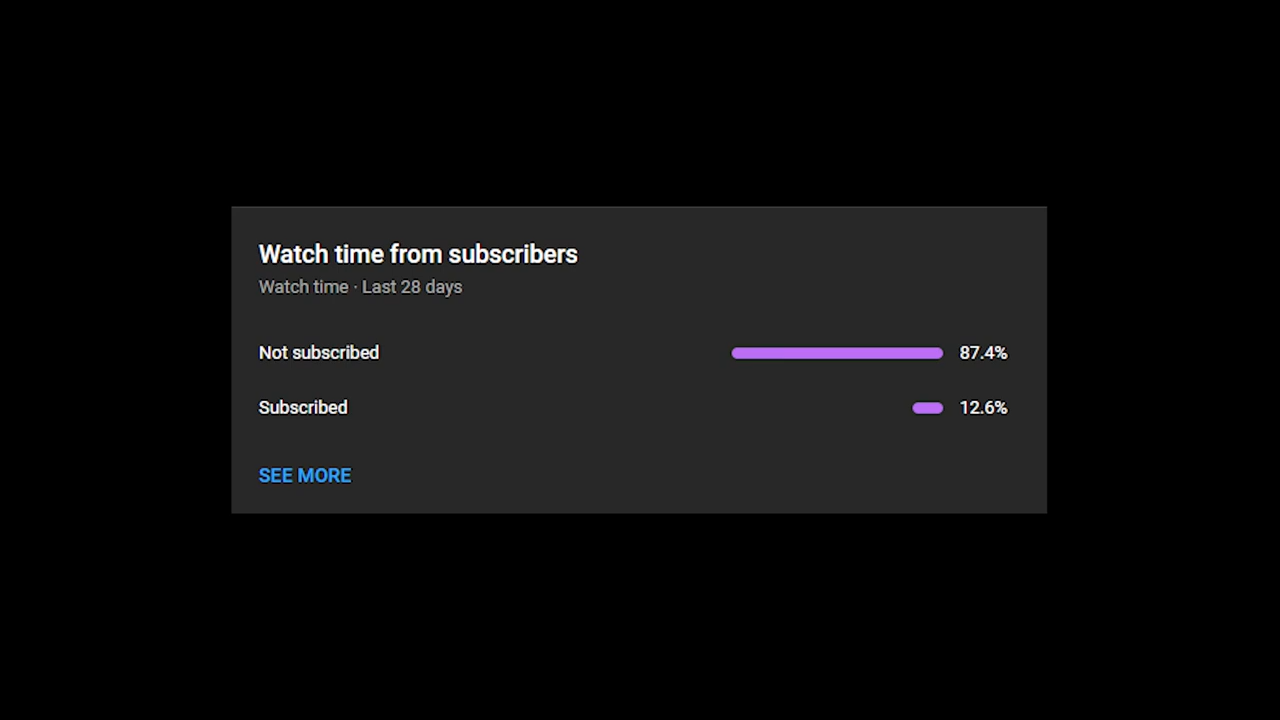 Watch time from subscribers
Watch time · Last 28 days
Not subscribed 87.4%
Subscribed 12.6%
SEE MORE